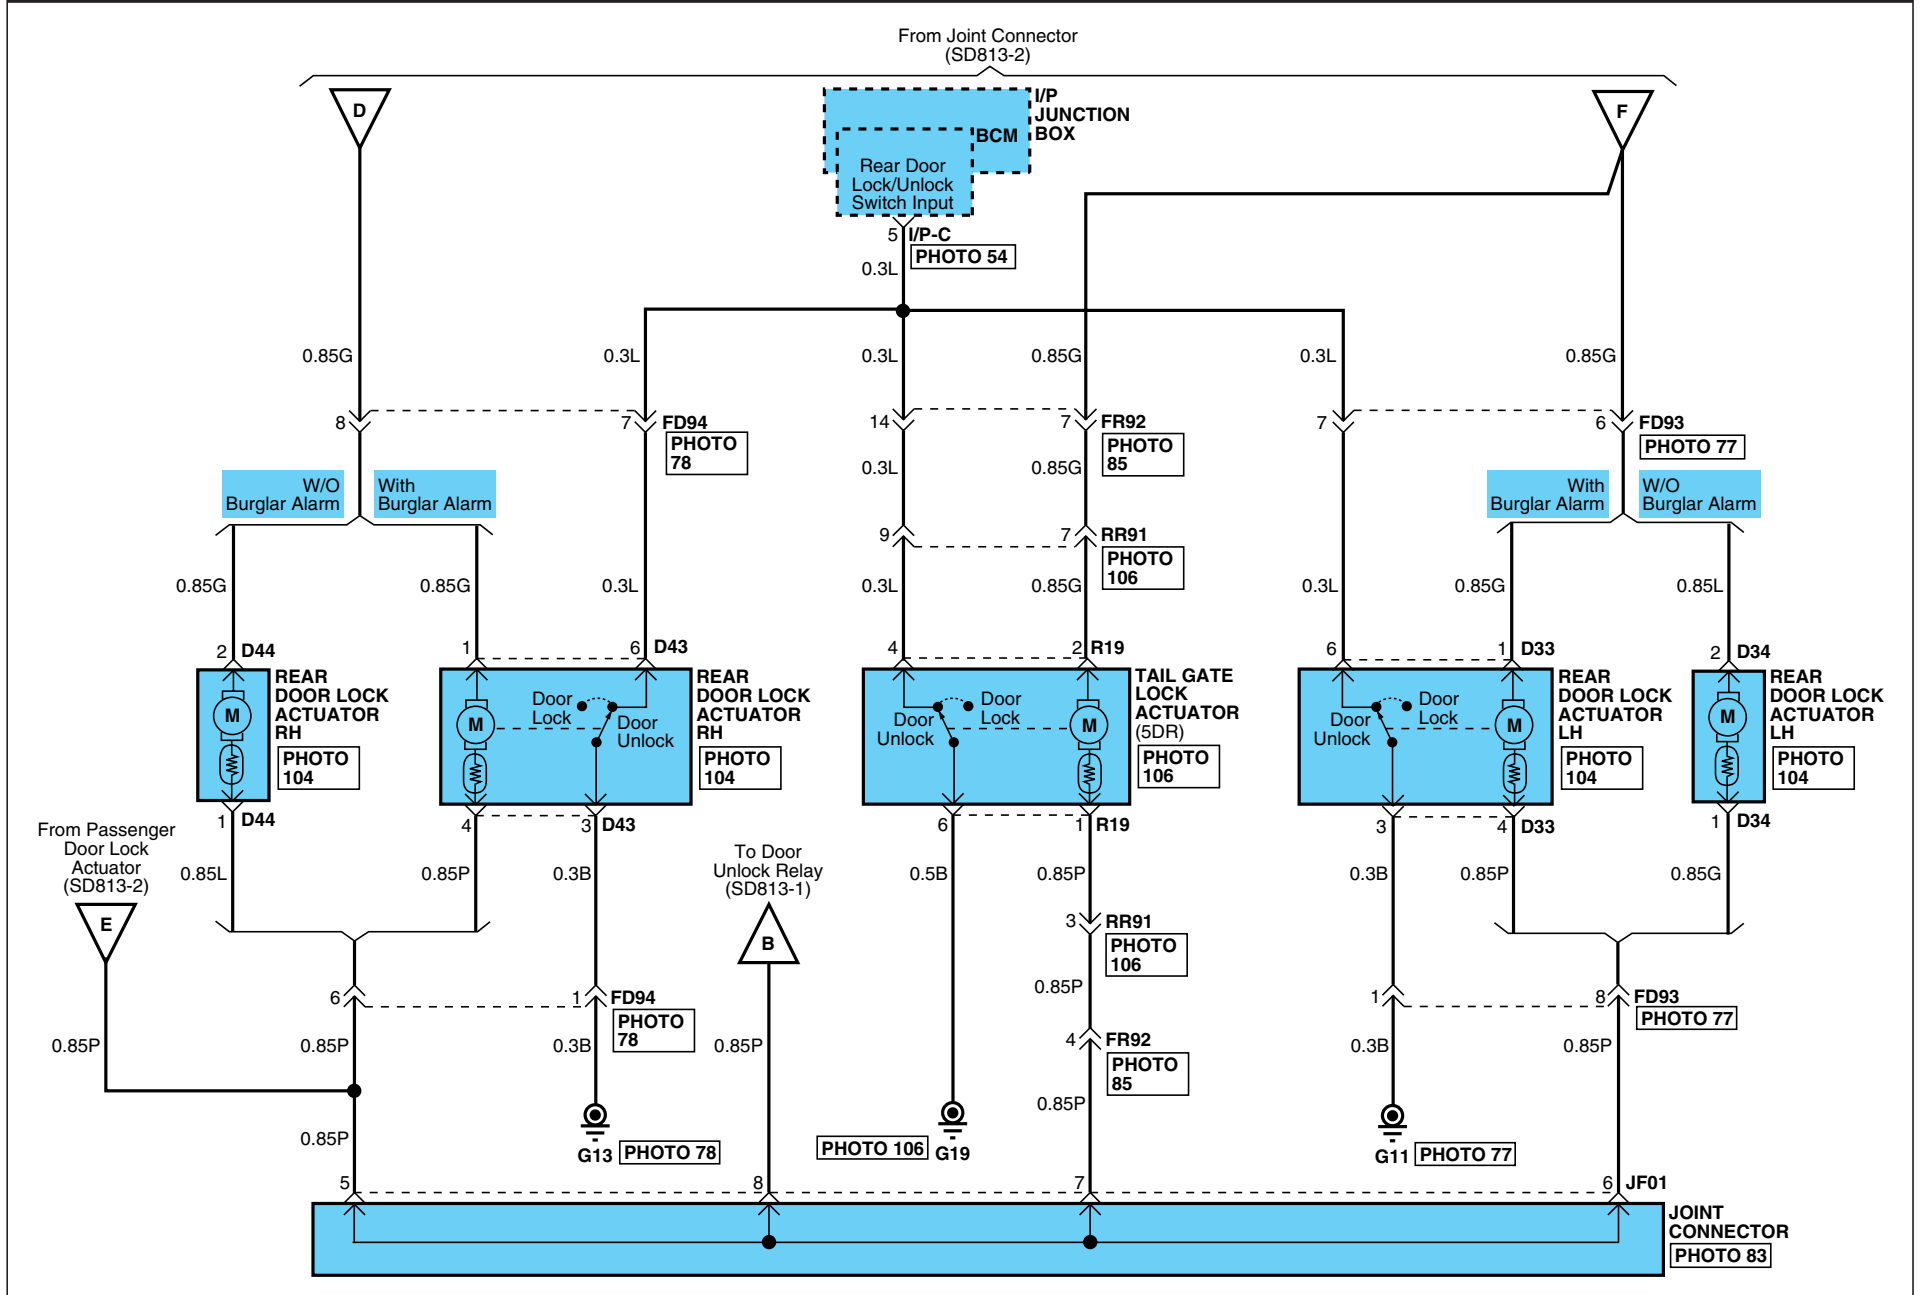 From Joint Connector
(SD813-2)
D
I/P
JUNCTION
BOX
BCM
F
Rear Door
Lock/Unlock
Switch Input
5
I/P-C
PHOTO 54
0.3L
0.85G
0.3L
0.3L
0.85G
0.3L
0.85G
8
7
FD94
PHOTO
78
14
7
FR92
PHOTO
85
7
6
FD93
PHOTO 77
0.3L
0.85G
W/O
Burglar Alarm
With
Burglar Alarm
With
Burglar Alarm
W/O
Burglar Alarm
9
7
RR91
PHOTO
106
0.85G
0.85G
0.3L
0.3L
0.85G
0.3L
0.85G
0.85L
2
D44
1
6
D43
4
2
R19
6
1
D33
2
D34
REAR
DOOR LOCK
ACTUATOR
RH
PHOTO
104
M
M
Door
Lock
Door
Unlock
REAR
DOOR LOCK
ACTUATOR
RH
PHOTO
104
Door
Unlock
Door
Lock
M
TAIL GATE
LOCK
ACTUATOR
(5DR)
PHOTO
106
Door
Unlock
Door
Lock
M
REAR
DOOR LOCK
ACTUATOR
LH
PHOTO
104
M
REAR
DOOR LOCK
ACTUATOR
LH
PHOTO
104
1
D44
4
3
D43
6
1
R19
3
4
D33
1
D34
From Passenger
Door Lock
Actuator
(SD813-2)
E
0.85L
0.85P
0.3B
To Door
Unlock Relay
(SD813-1)
B
0.5B
0.85P
0.3B
0.85P
0.85G
3
RR91
PHOTO
106
0.85P
6
1
FD94
PHOTO
78
1
8
FD93
PHOTO 77
0.85P
0.85P
0.3B
0.85P
4
FR92
PHOTO
85
0.3B
0.85P
0.85P
0.85P
G13
PHOTO 78
PHOTO 106
G19
G11
PHOTO 77
5
8
7
6
JF01
JOINT
CONNECTOR
PHOTO 83